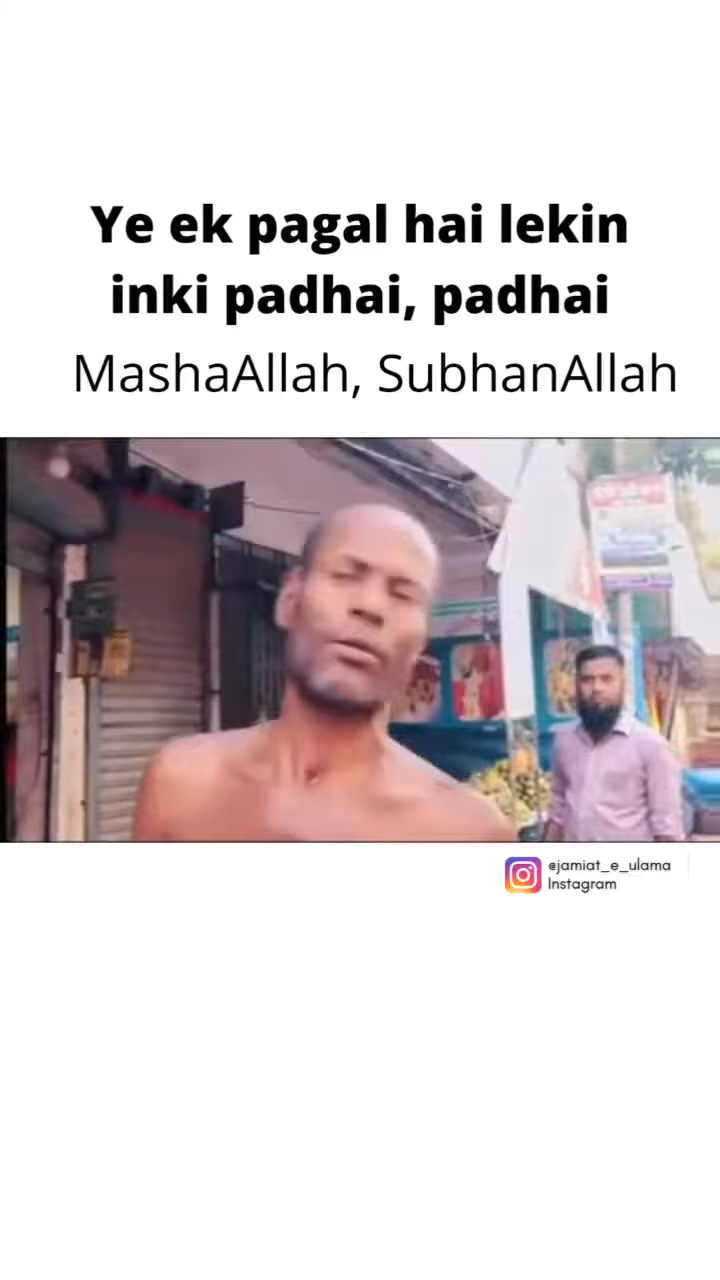 Ye ek pagal hai lekin
inki padhai, padhai
MashaAllah, SubhanAllah
@jamiat_e_ulama
Instagram